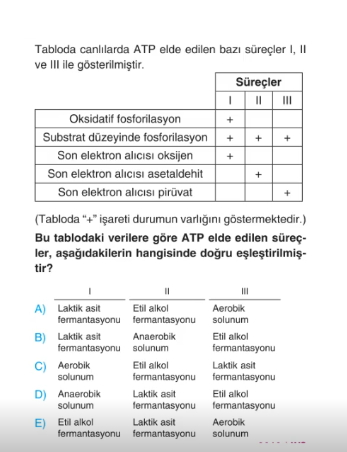 Tabloda canlılarda ATP elde edilen bazı süreçler I, II
ve III ile gösterilmiştir.
Süreçler
I II III
Oksidatif fosforilasyon +
Substrat düzeyinde fosforilasyon + + +
Son elektron alıcısı oksijen +
Son elektron alıcısı asetaldehit +
Son elektron alıcısı pirüvat +
(Tabloda “+” işareti durumun varlığını göstermektedir.)
Bu tablodaki verilere göre ATP elde edilen süreç-
ler, aşağıdakilerin hangisinde doğru eşleştirilmiş-
tir?
I II III
A) Laktik asit Etil alkol Aerobik
fermantasyonu fermantasyonu solunum
B) Laktik asit Anaerobik Etil alkol
fermantasyonu solunum fermantasyonu
C) Aerobik Etil alkol Laktik asit
solunum fermantasyonu fermantasyonu
D) Anaerobik Laktik asit Etil alkol
solunum fermantasyonu fermantasyonu
E) Etil alkol Laktik asit Aerobik
fermantasyonu fermantasyonu solunum